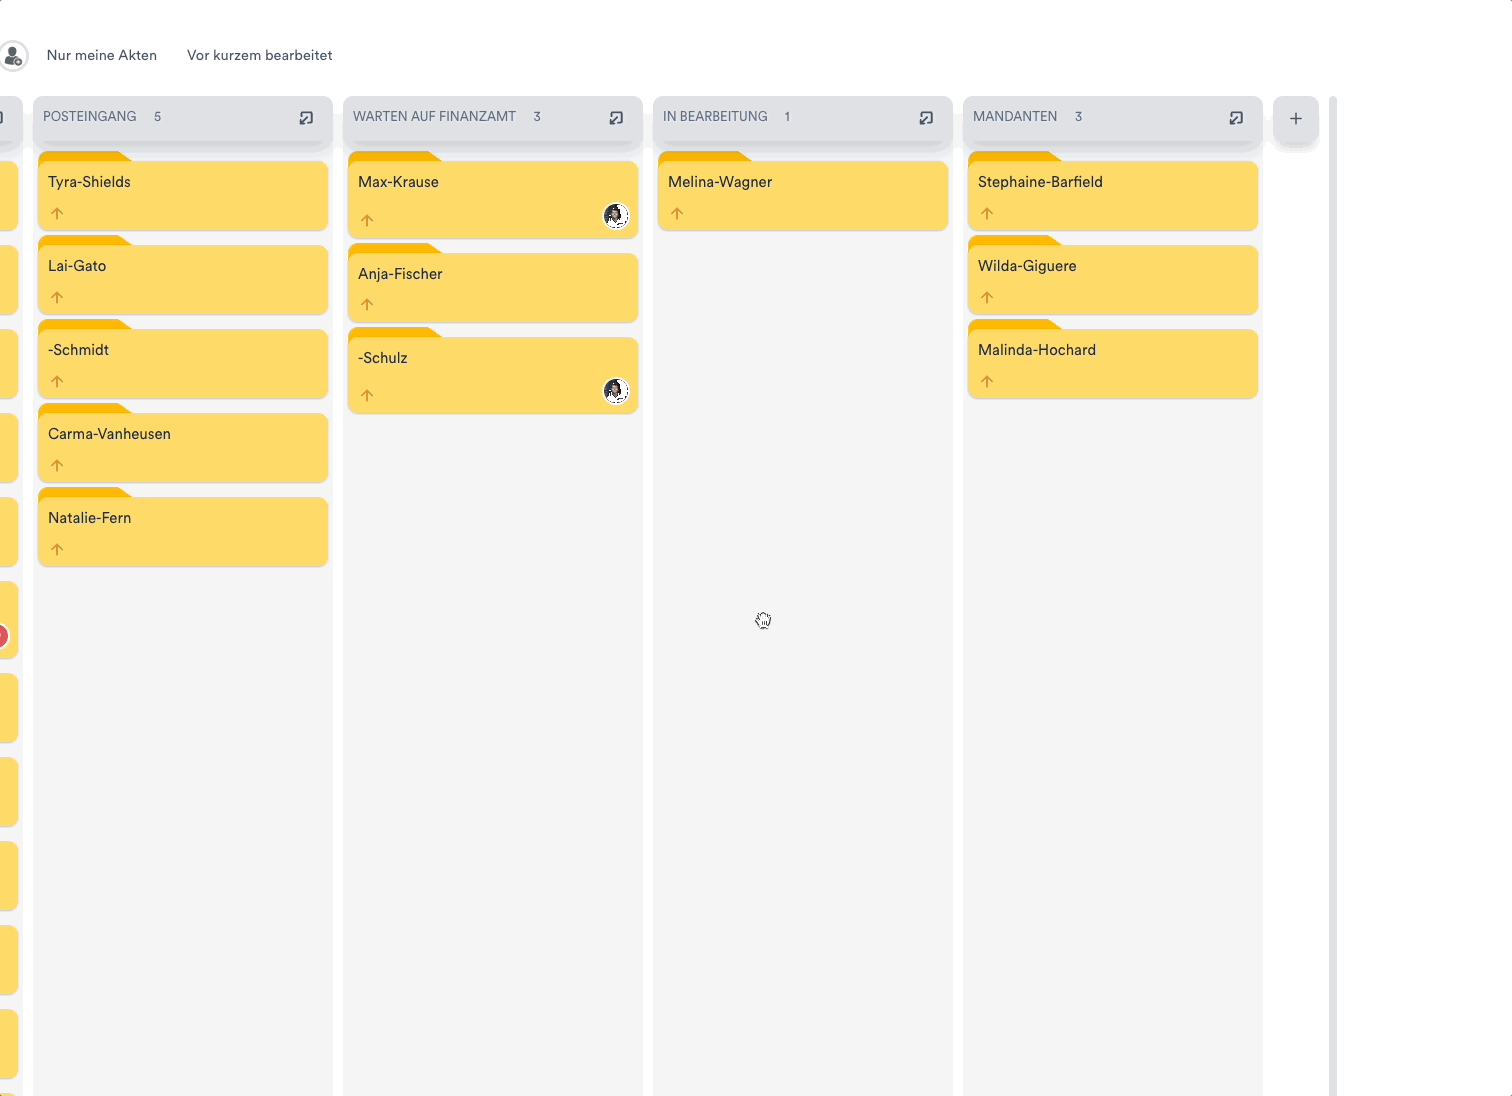 Nur meine Akten
Vor kurzem bearbeitet
POSTEINGANG 5
Tyra-Shields
Lai-Gato
-Schmidt
Carma-Vanheusen
Natalie-Fern
WARTEN AUF FINANZAMT 3
Max-Krause
Anja-Fischer
-Schulz
IN BEARBEITUNG 1
Melina-Wagner
MANDANTEN 3
Stephaine-Barfield
Wilda-Giguere
Malinda-Hochard